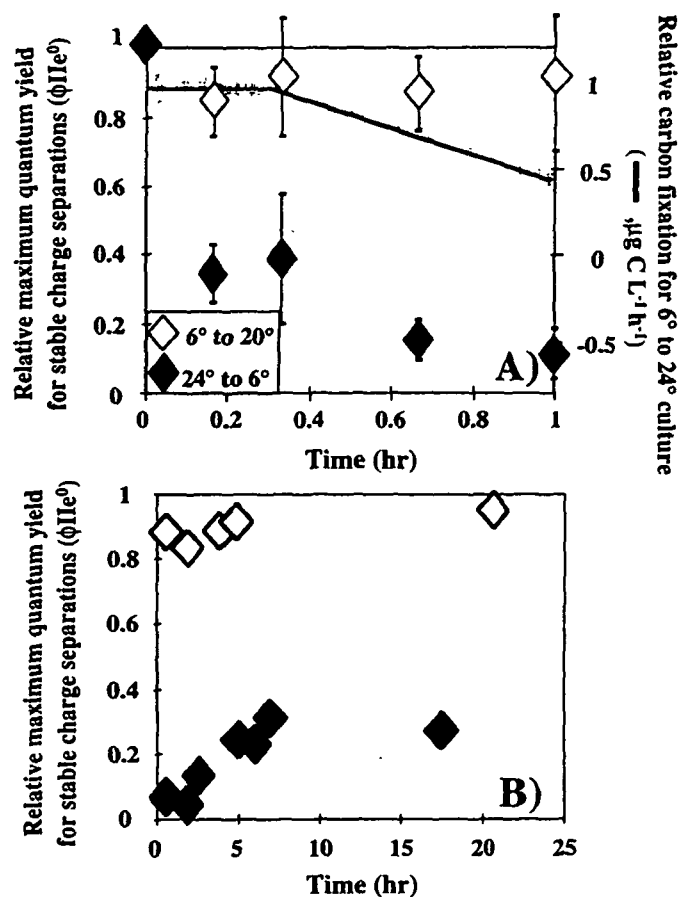 Relative maximum quantum yield
for stable charge separations (ϕIIe⁰)
1
0.8
0.6
0.4
0.2
0
6° to 20°
24° to 6°
A)
1
0.5
0
-0.5
Relative carbon fixation for 6° to 24° culture
( — ,µg C L⁻¹ h⁻¹)
0
0.2
0.4
0.6
0.8
1
Time (hr)
Relative maximum quantum yield
for stable charge separations (ϕIIe⁰)
1
0.8
0.6
0.4
0.2
0
B)
0
5
10
15
20
25
Time (hr)